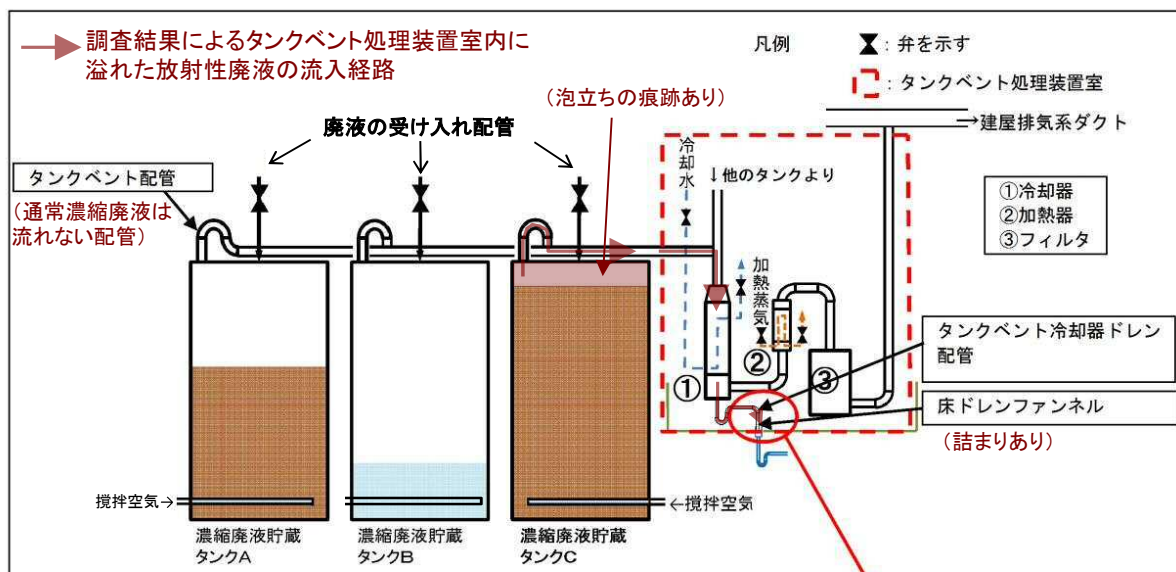 調査結果によるタンクベント処理装置室内に
溢れた放射性廃液の流入経路
凡例
:弁を示す
:タンクベント処理装置室
(泡立ちの痕跡あり)
→建屋排気系ダクト
廃液の受け入れ配管
冷却水
↓他のタンクより
タンクベント配管
(通常濃縮廃液は
流れない配管)
①冷却器
②加熱器
③フィルタ
加熱蒸気
タンクベント冷却器ドレン
配管
①
②
③
床ドレンファンネル
(詰まりあり)
撹拌空気→
←撹拌空気
濃縮廃液貯蔵
タンクA
濃縮廃液貯蔵
タンクB
濃縮廃液貯蔵
タンクC